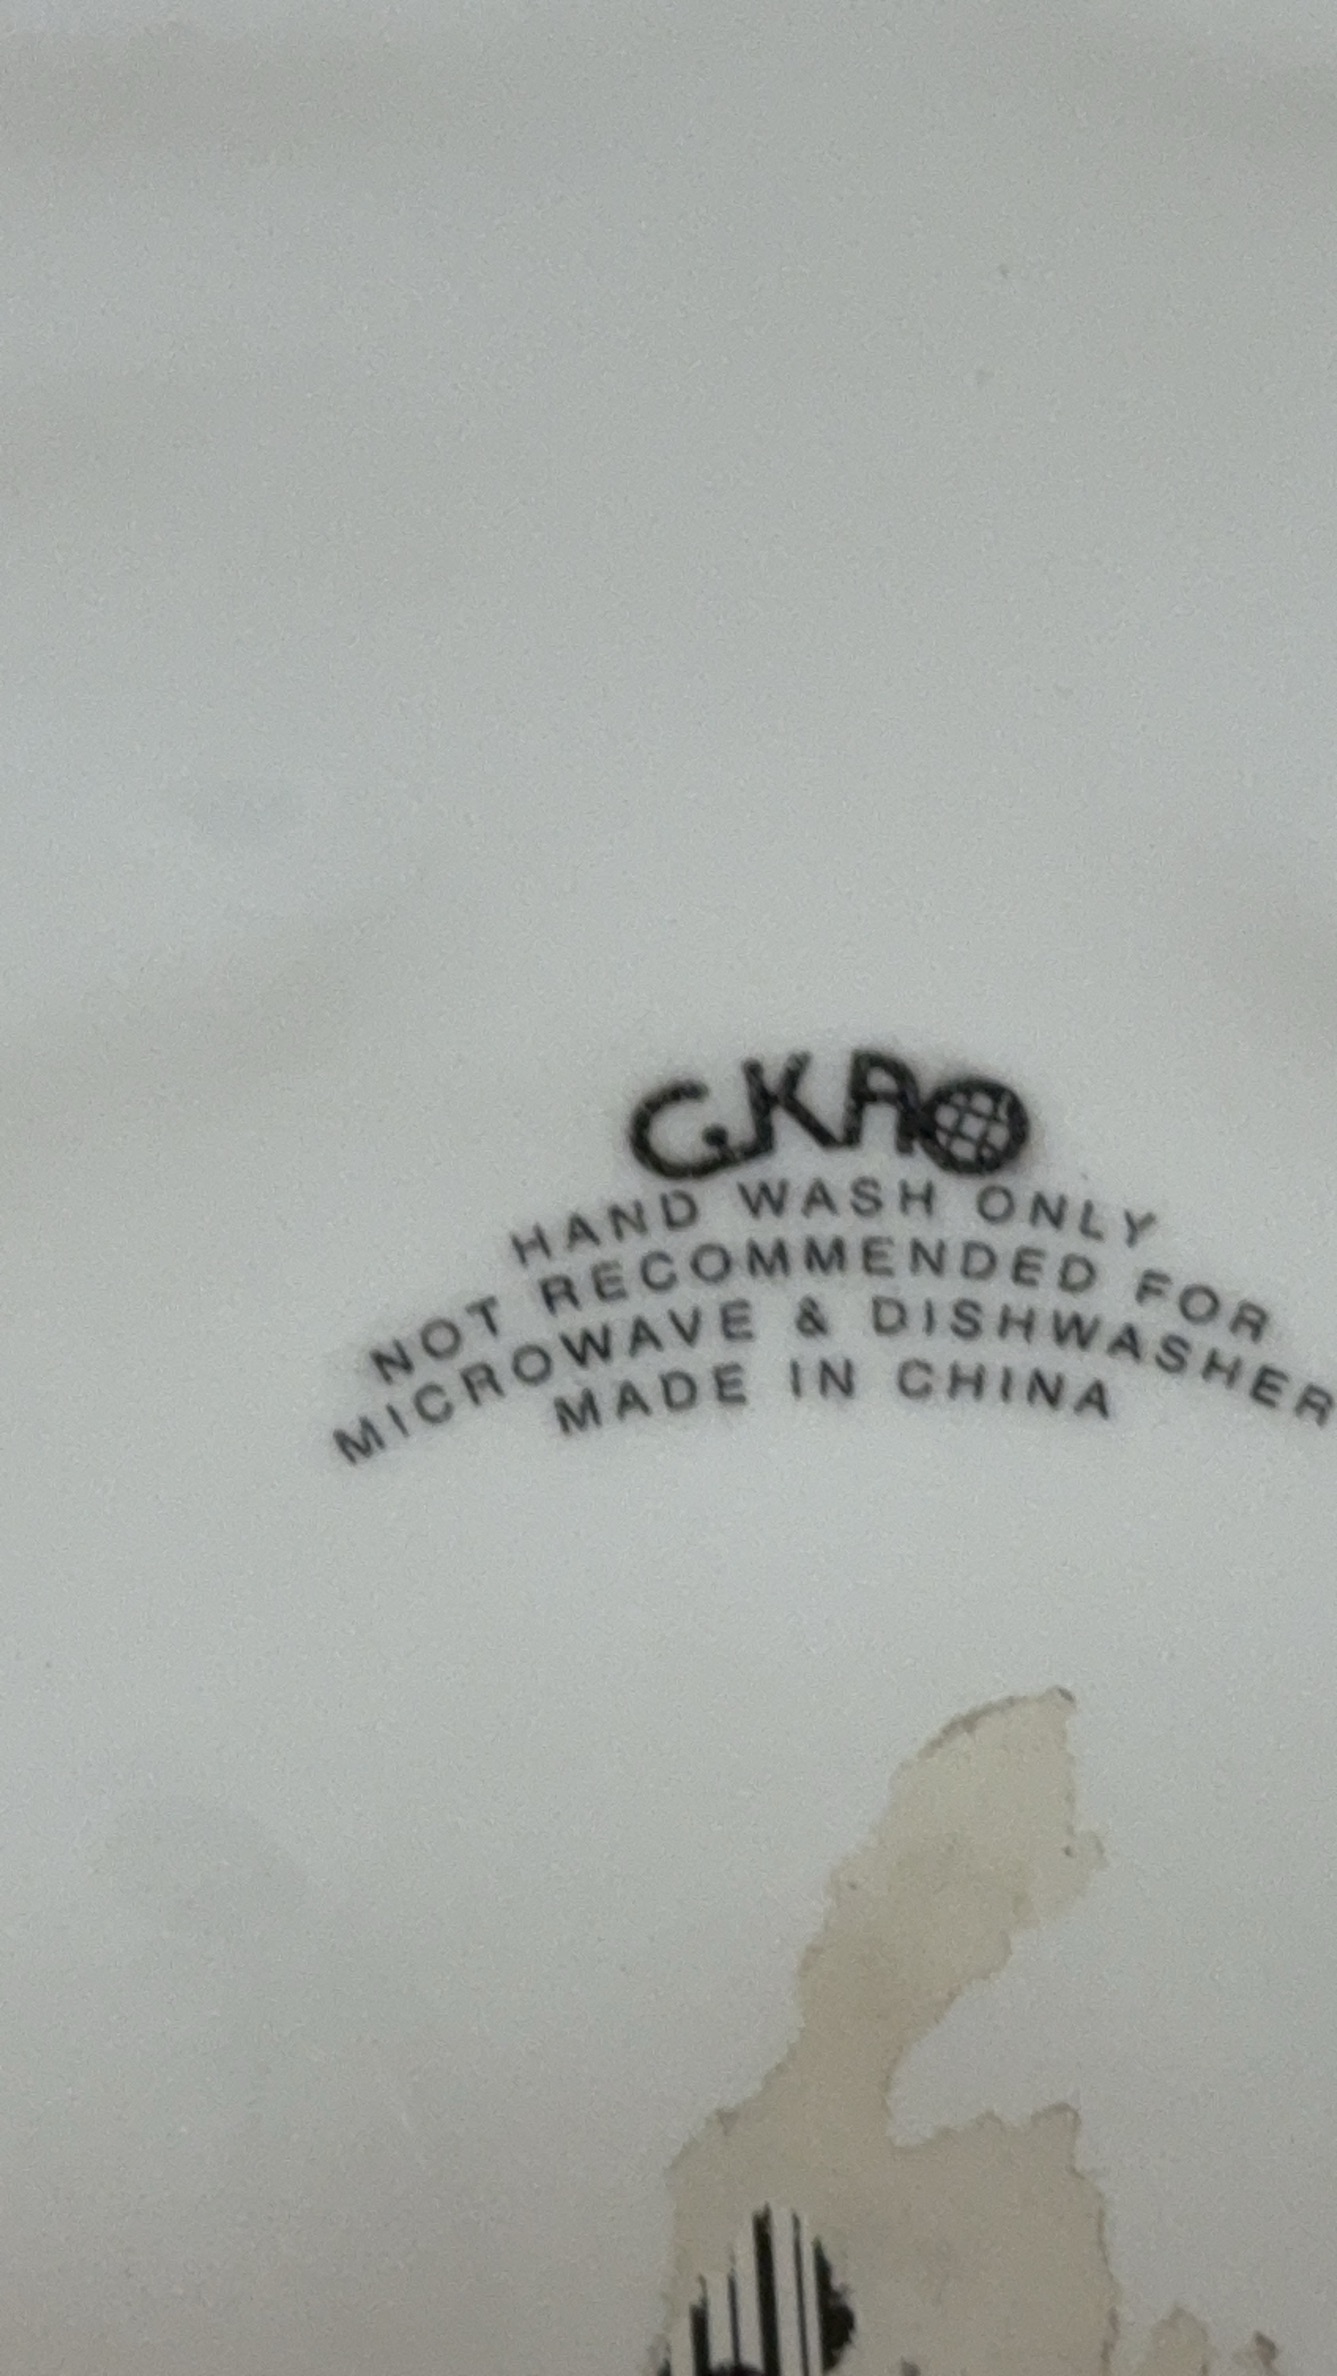 GKAO
HAND WASH ONLY
NOT RECOMMENDED FOR
MICROWAVE & DISHWASHER
MADE IN CHINA